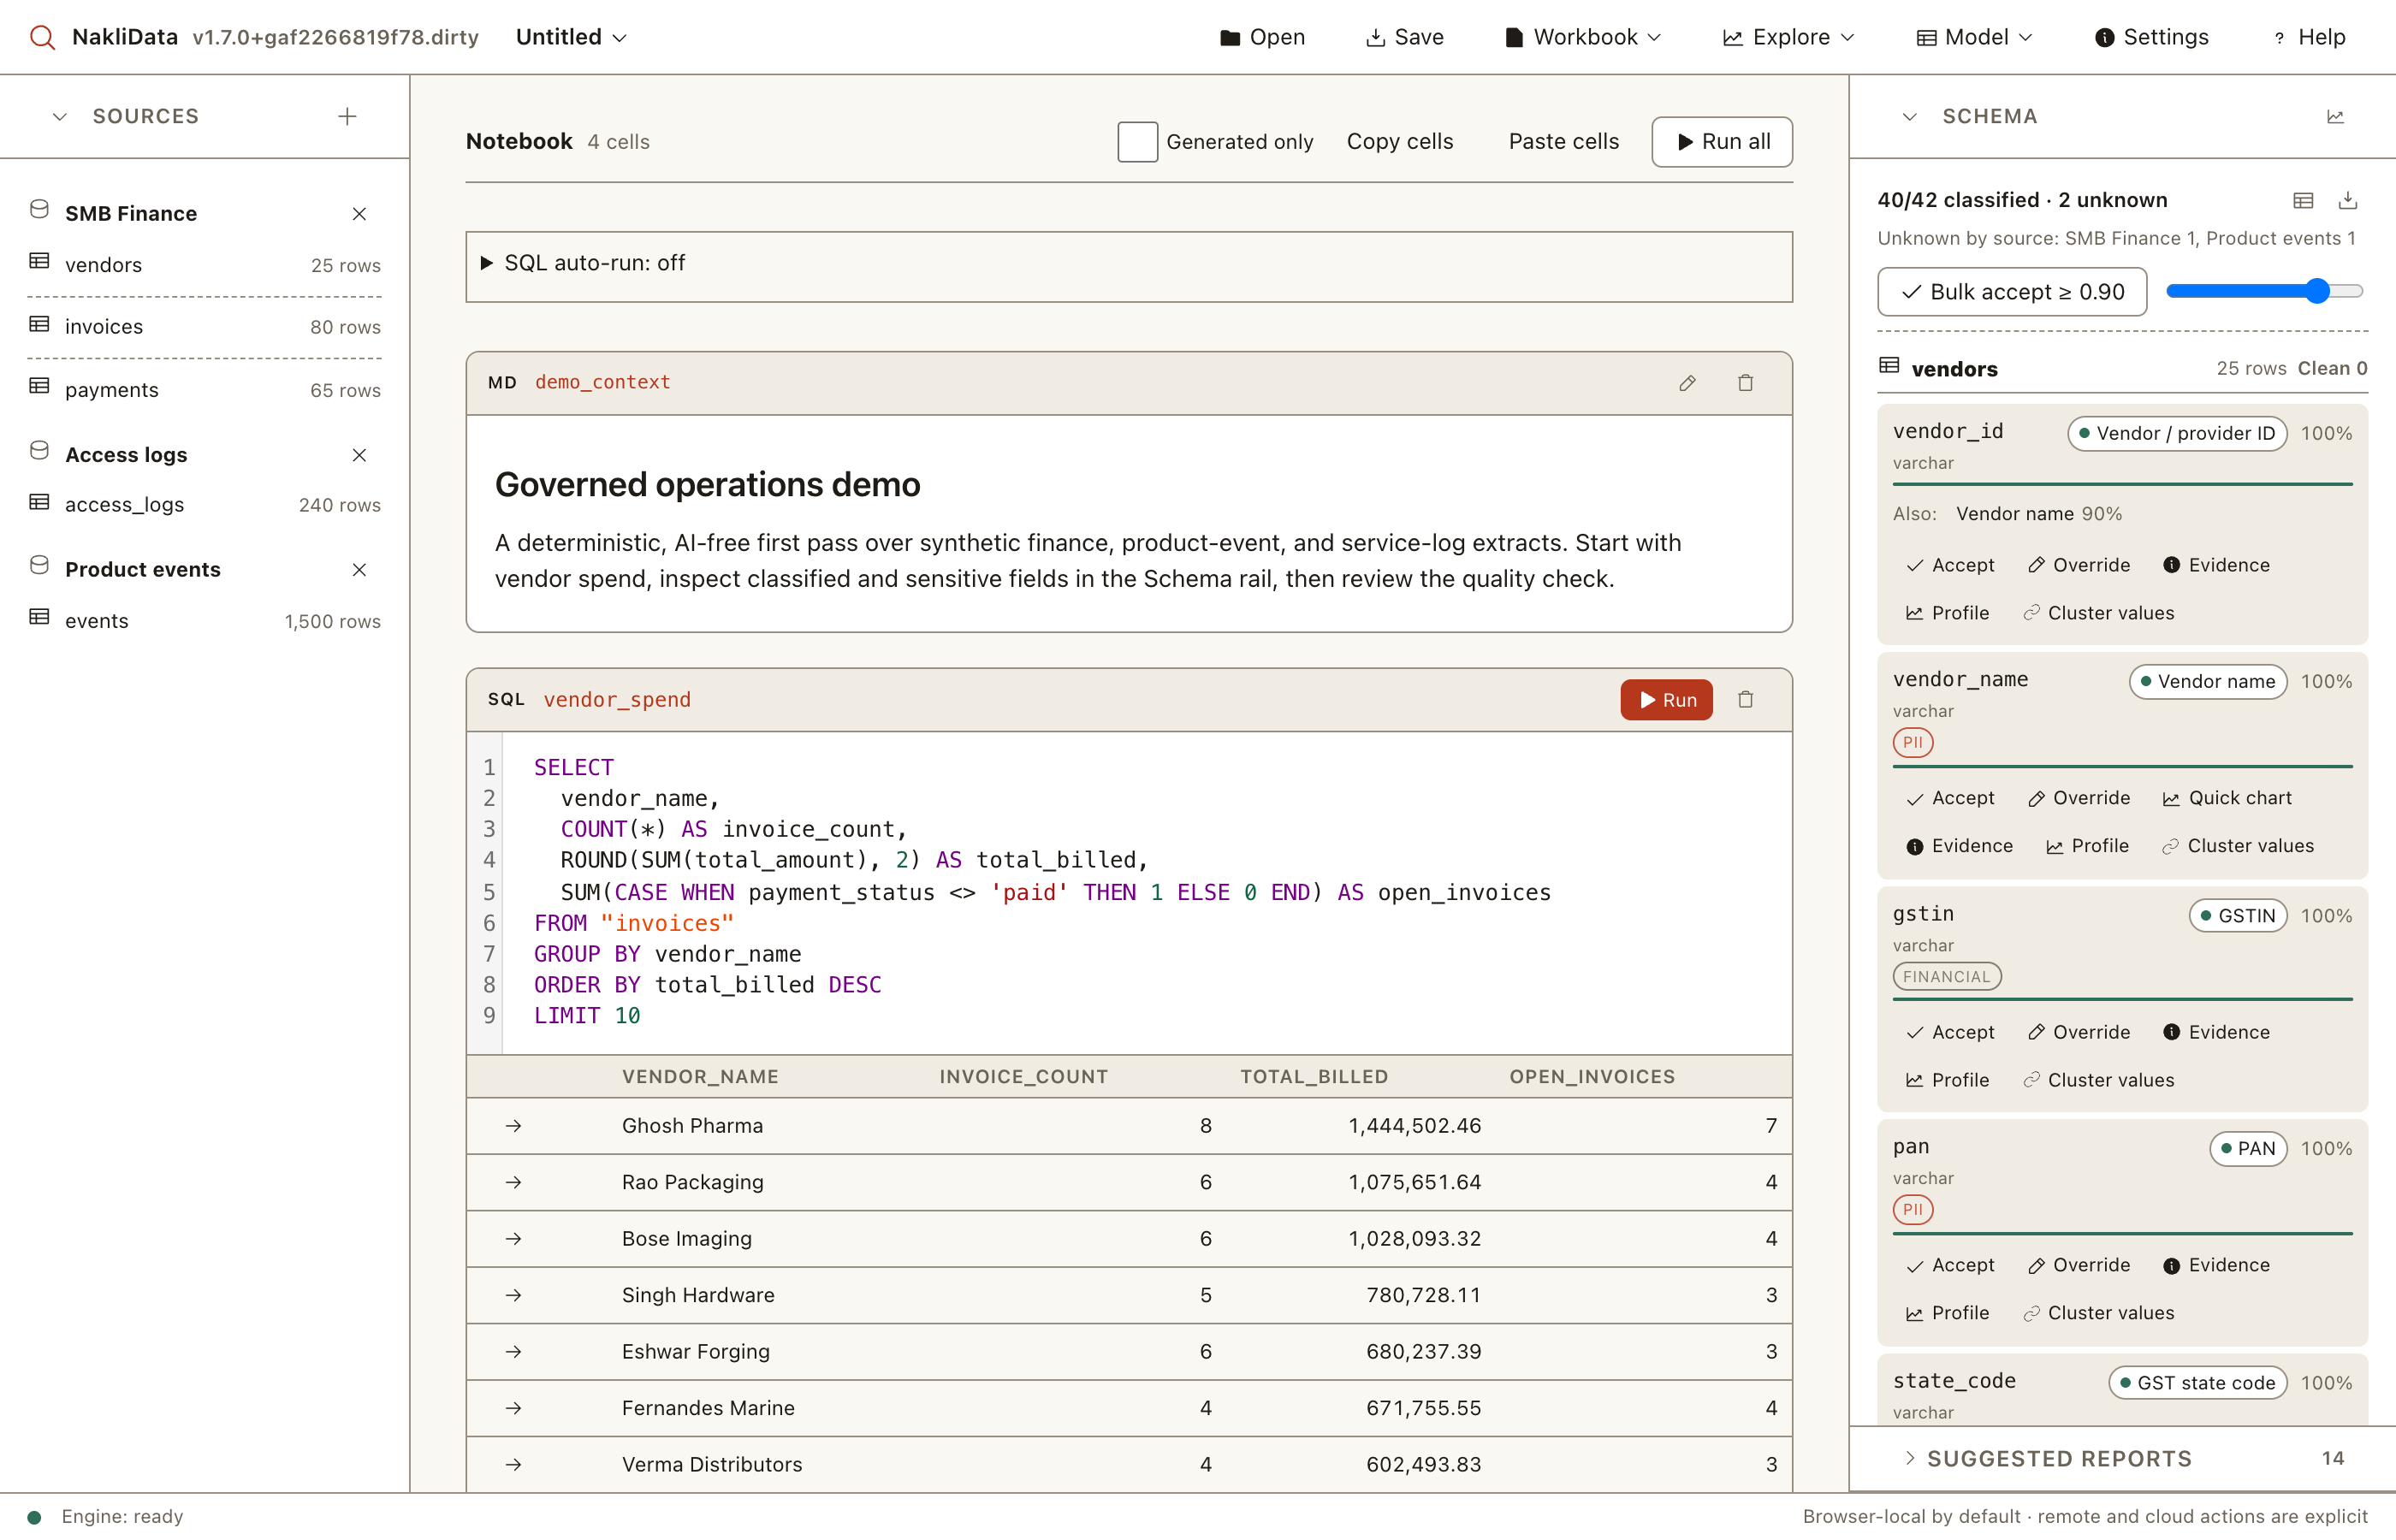 NakliData v1.7.0+gaf2266819f78.dirty Untitled Open Save Workbook Explore Model Settings ? Help
SOURCES
SMB Finance
vendors 25 rows
invoices 80 rows
payments 65 rows
Access logs
access_logs 240 rows
Product events
events 1,500 rows
Notebook 4 cells Generated only Copy cells Paste cells Run all
SQL auto-run: off
MD demo_context
Governed operations demo
A deterministic, AI-free first pass over synthetic finance, product-event, and service-log extracts. Start with
vendor spend, inspect classified and sensitive fields in the Schema rail, then review the quality check.
SQL vendor_spend Run
1 SELECT
2 vendor_name,
3 COUNT(*) AS invoice_count,
4 ROUND(SUM(total_amount), 2) AS total_billed,
5 SUM(CASE WHEN payment_status <> 'paid' THEN 1 ELSE 0 END) AS open_invoices
6 FROM "invoices"
7 GROUP BY vendor_name
8 ORDER BY total_billed DESC
9 LIMIT 10
VENDOR_NAME INVOICE_COUNT TOTAL_BILLED OPEN_INVOICES
→ Ghosh Pharma 8 1,444,502.46 7
→ Rao Packaging 6 1,075,651.64 4
→ Bose Imaging 6 1,028,093.32 4
→ Singh Hardware 5 780,728.11 3
→ Eshwar Forging 6 680,237.39 3
→ Fernandes Marine 4 671,755.55 4
→ Verma Distributors 4 602,493.83 3
SCHEMA
40/42 classified · 2 unknown
Unknown by source: SMB Finance 1, Product events 1
Bulk accept ≥ 0.90
vendors 25 rows Clean 0
vendor_id Vendor / provider ID 100%
varchar
Also: Vendor name 90%
Accept Override Evidence
Profile Cluster values
vendor_name Vendor name 100%
varchar
PII
Accept Override Quick chart
Evidence Profile Cluster values
gstin GSTIN 100%
varchar
FINANCIAL
Accept Override Evidence
Profile Cluster values
pan PAN 100%
varchar
PII
Accept Override Evidence
Profile Cluster values
state_code GST state code 100%
varchar
SUGGESTED REPORTS 14
Engine: ready
Browser-local by default · remote and cloud actions are explicit